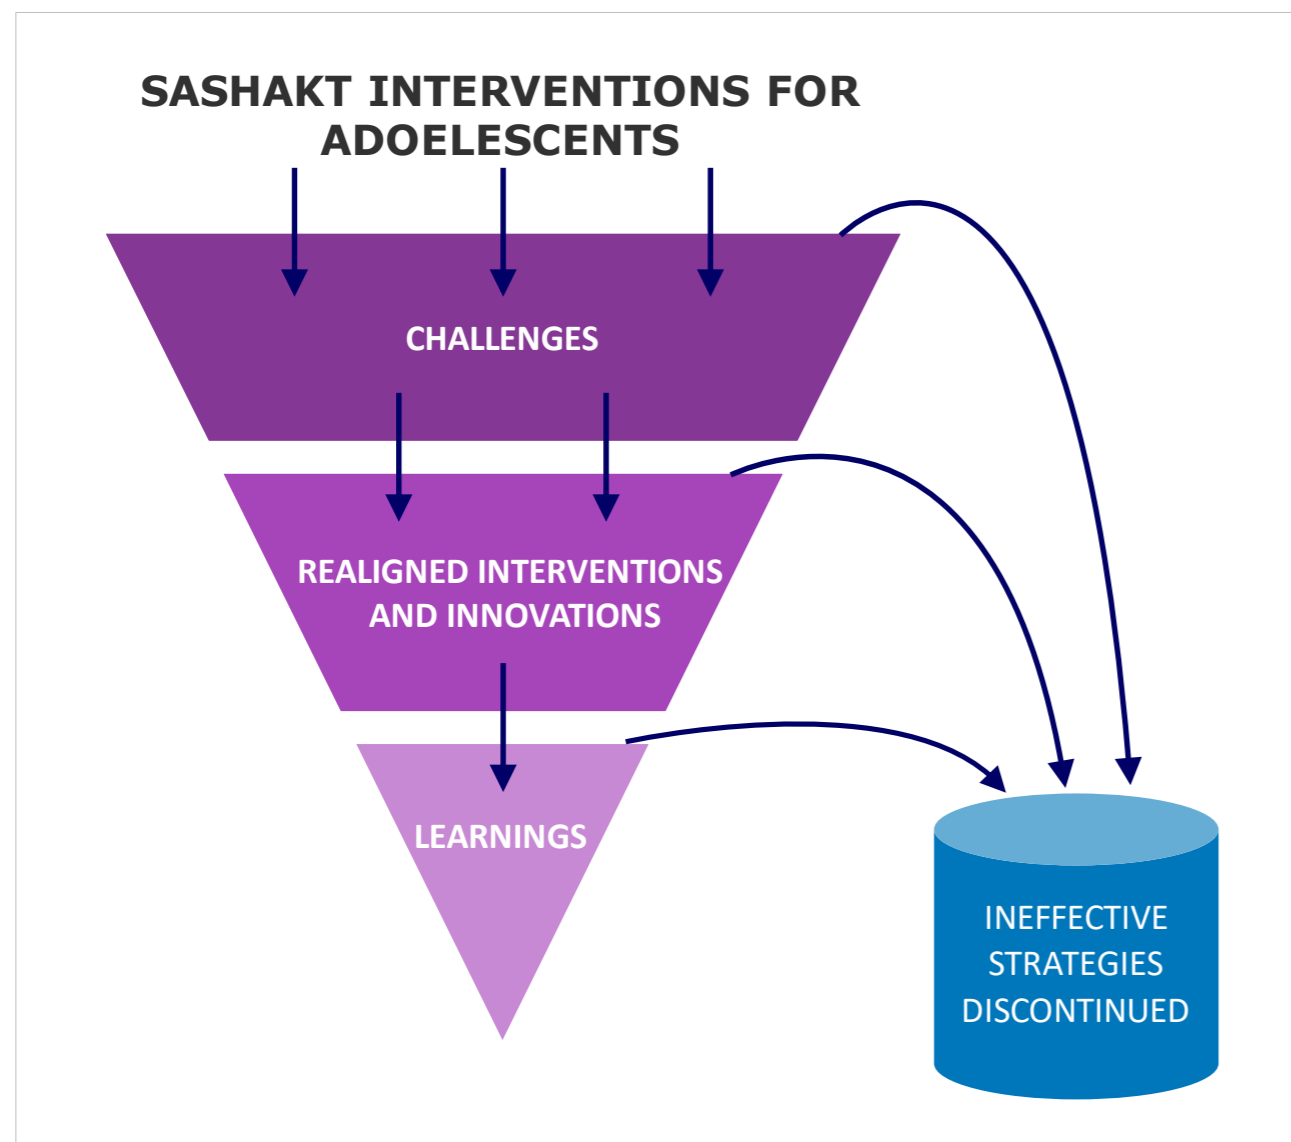 SASHAKT INTERVENTIONS FOR
ADOELESCENTS
CHALLENGES
REALIGNED INTERVENTIONS
AND INNOVATIONS
LEARNINGS
INEFFECTIVE
STRATEGIES
DISCONTINUED